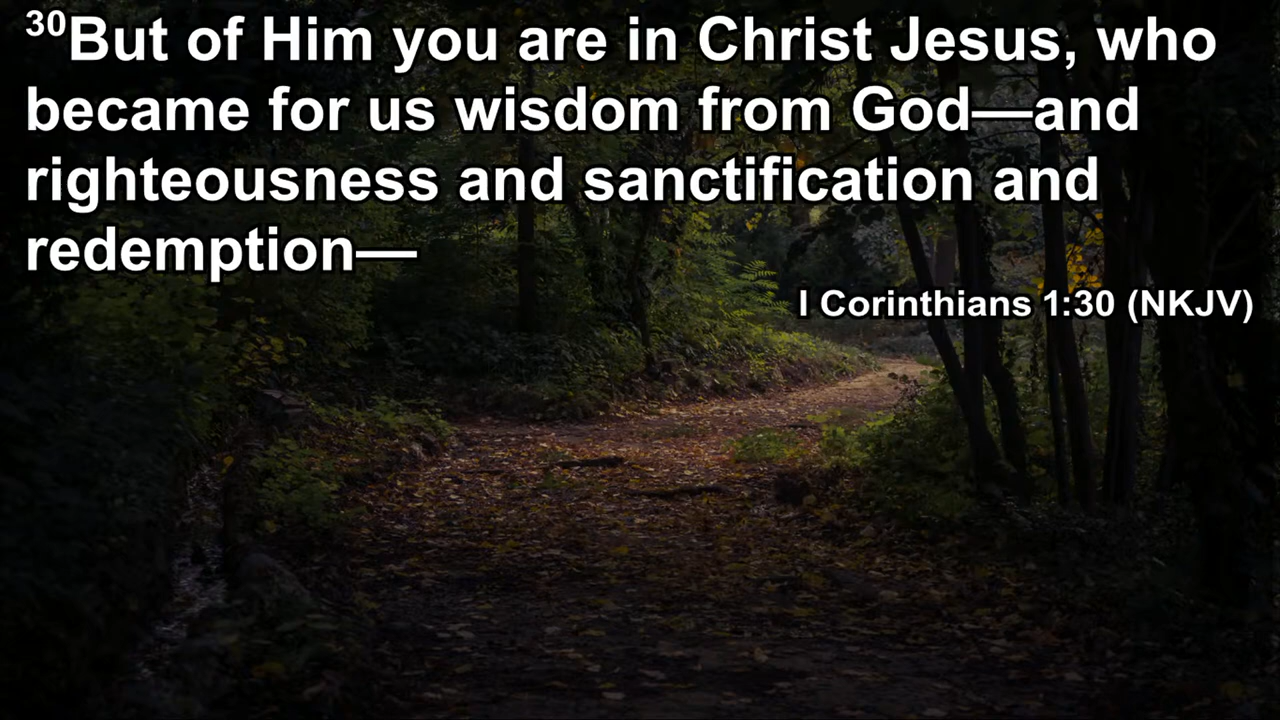 30But of Him you are in Christ Jesus, who
became for us wisdom from God—and
righteousness and sanctification and
redemption—
I Corinthians 1:30 (NKJV)